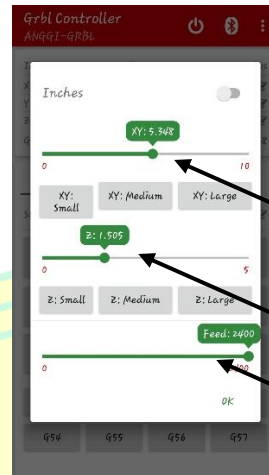 Grbl Controller
ANGGI-GRBL
Inches
XY: 5.348
0 10
XY: Small XY: Medium XY: Large
Z: 1.505
0 5
Z: Small Z: Medium Z: Large
Feed: 2400
0
OK
G54 G55 G56 G57